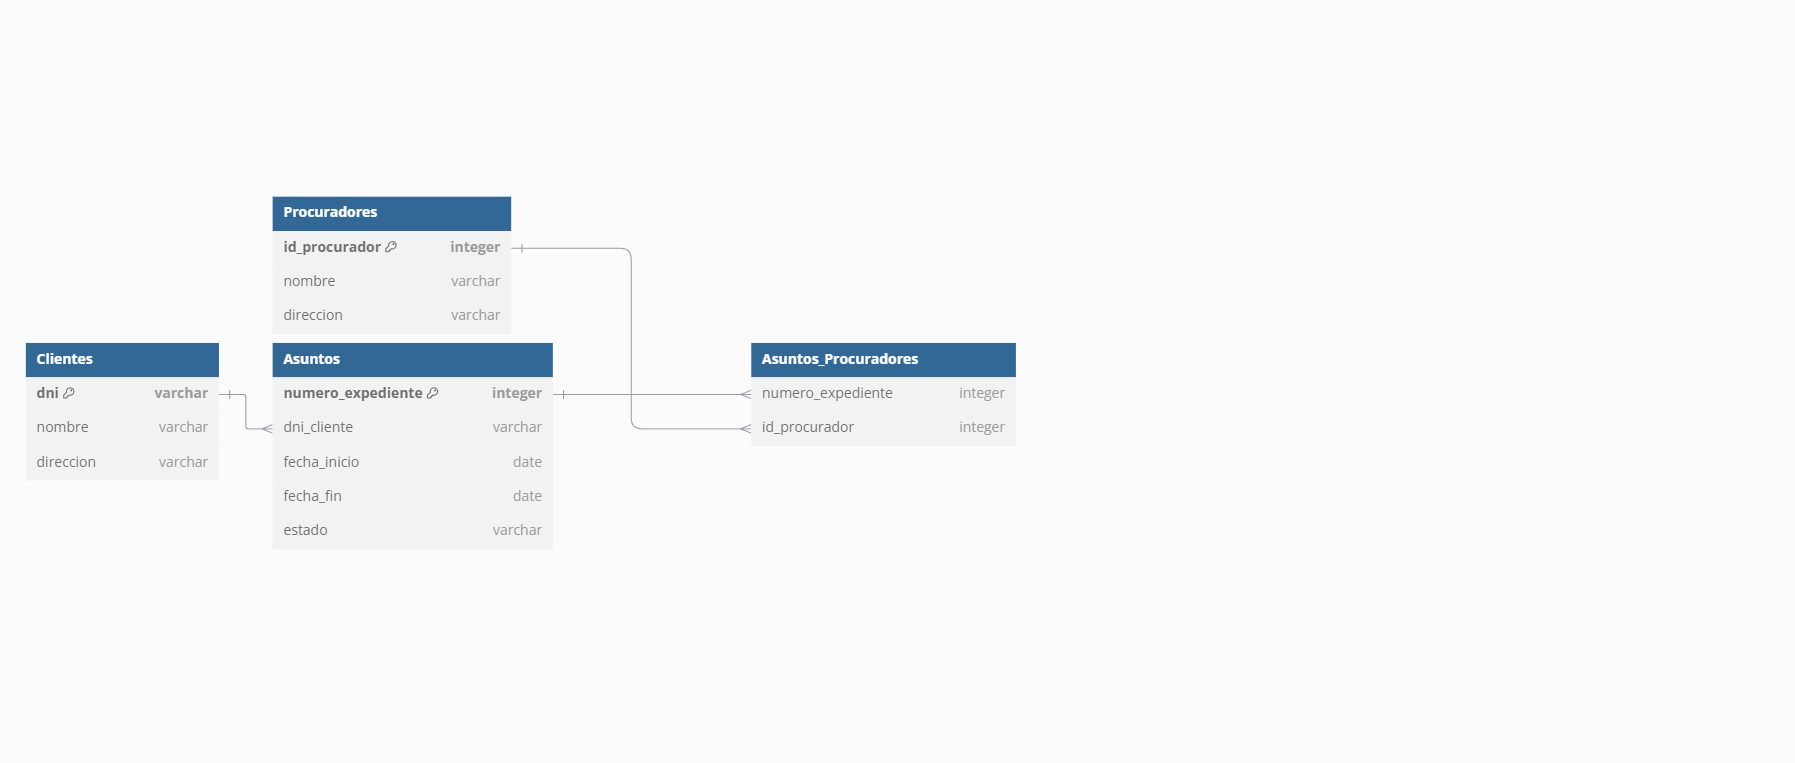 Procuradores
id_procurador integer
nombre varchar
direccion varchar
Clientes
dni varchar
nombre varchar
direccion varchar
Asuntos
numero_expediente integer
dni_cliente varchar
fecha_inicio date
fecha_fin date
estado varchar
Asuntos_Procuradores
numero_expediente integer
id_procurador integer